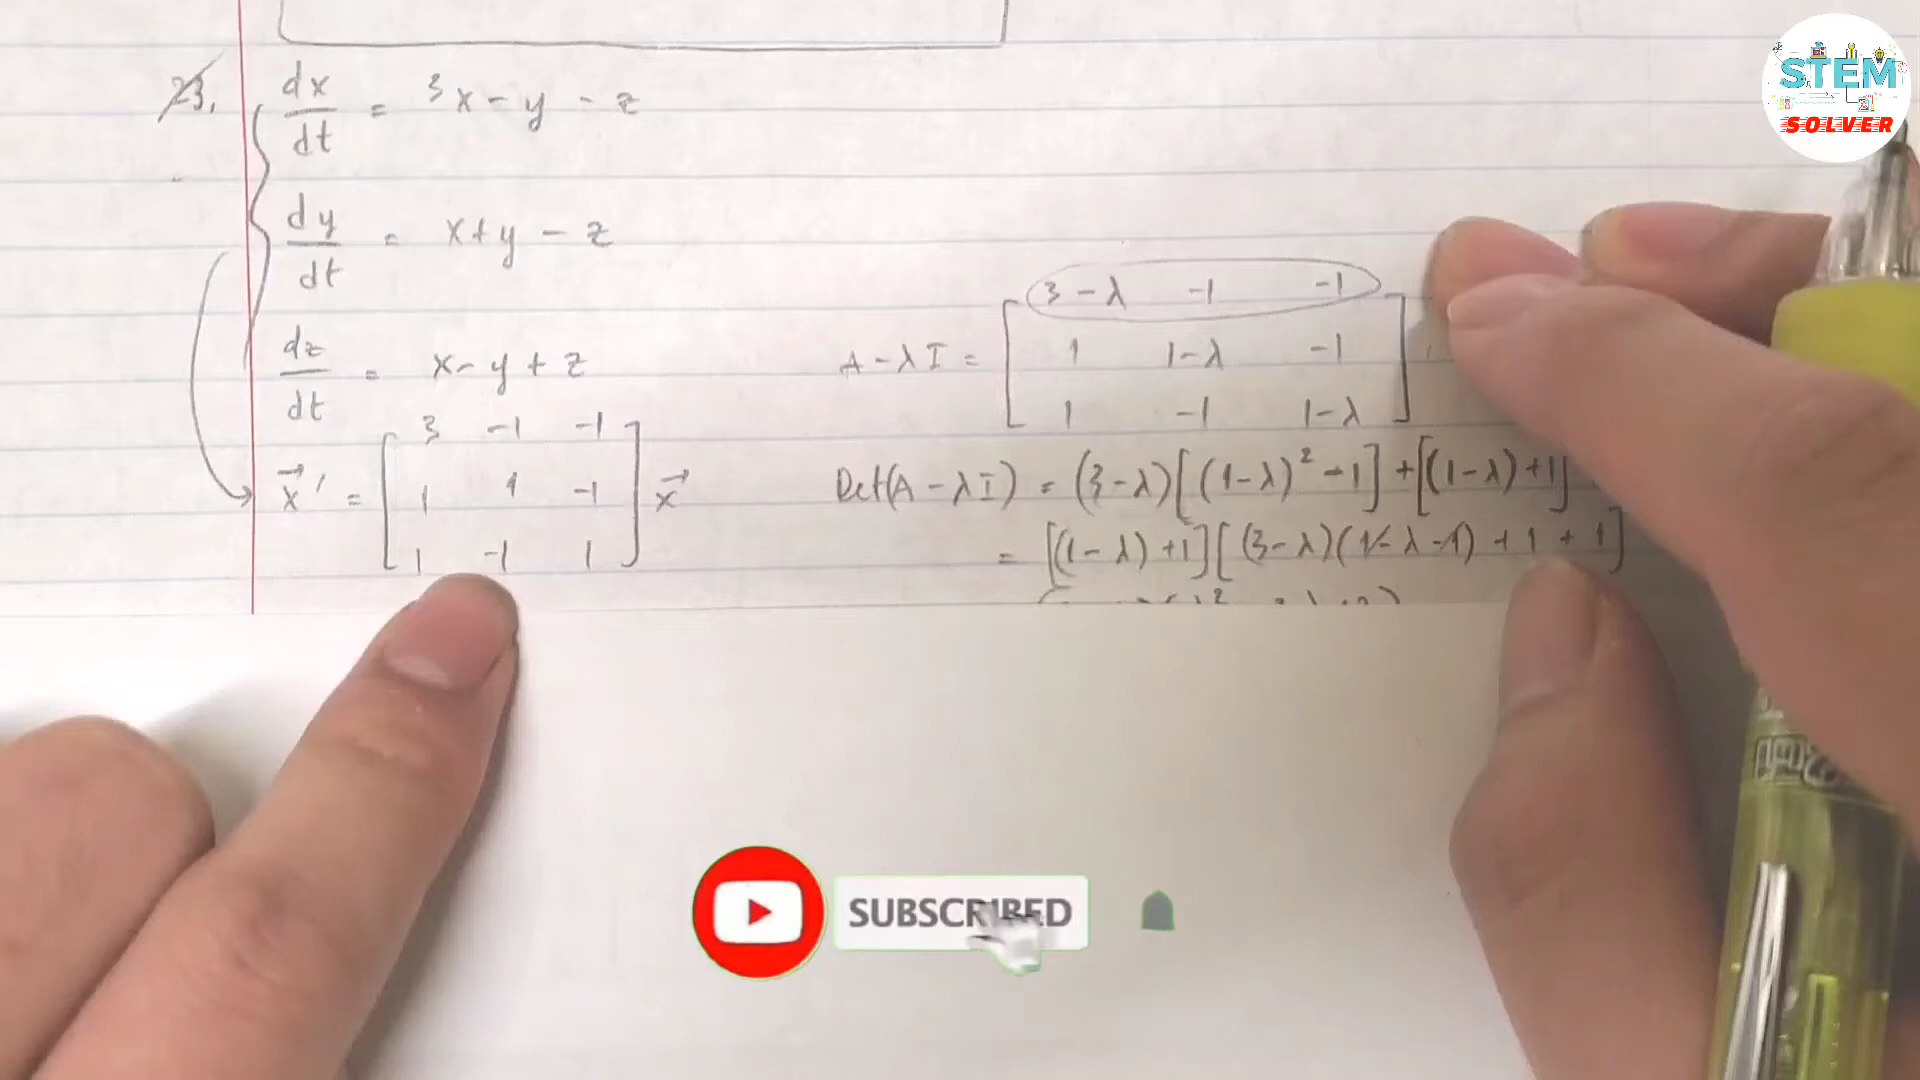 23.
dx/dt = 3x - y - z
dy/dt = x + y - z
dz/dt = x - y + z
x⃗' = [3 -1 -1
1 1 -1
1 -1 1] x⃗
A - λI = [3-λ -1 -1
1 1-λ -1
1 -1 1-λ]
Det(A - λI) = (3-λ)[(1-λ)² - 1] + [(1-λ)+1]
= [(1-λ)+1][(3-λ)(1-λ-1) + 1 + 1]
STEM
SOLVER
SUBSCRIBED